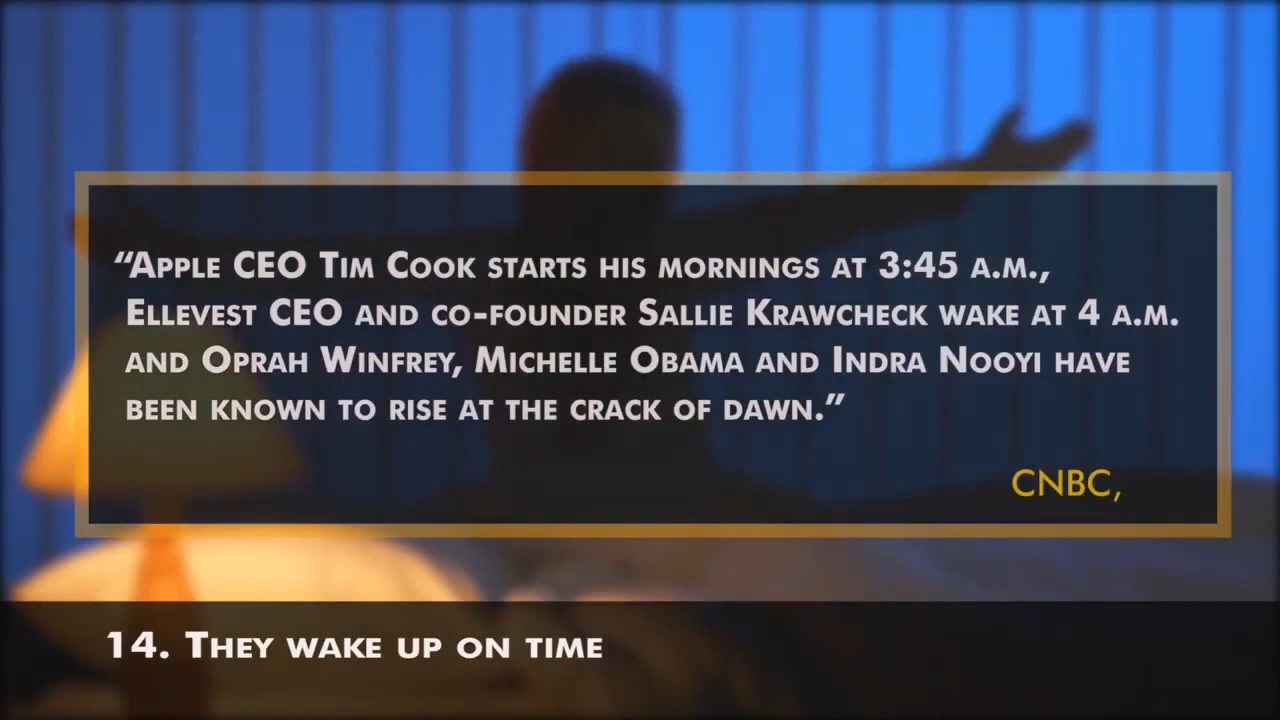 “Apple CEO Tim Cook starts his mornings at 3:45 a.m.,
Ellevest CEO and co-founder Sallie Krawcheck wake at 4 a.m.
and Oprah Winfrey, Michelle Obama and Indra Nooyi have
been known to rise at the crack of dawn.”
CNBC,
14. They wake up on time